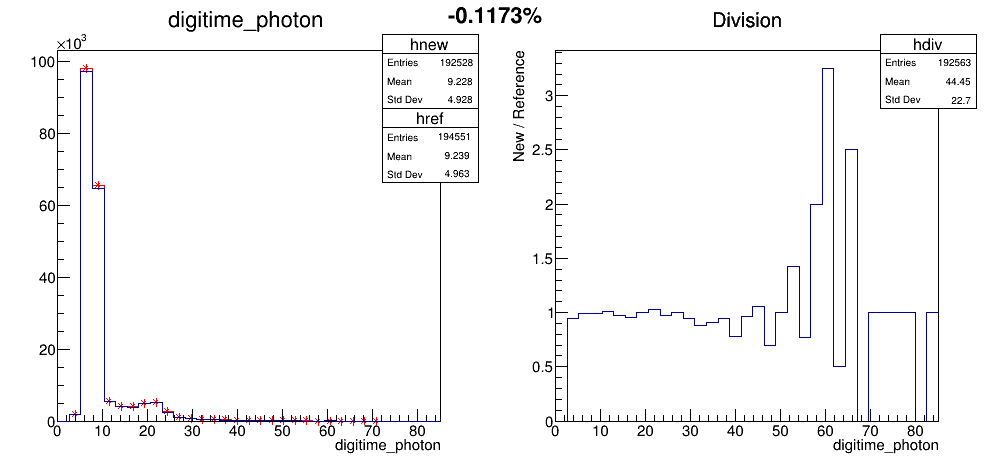 digitime_photon
-0.1173%
Division
×10³
hnew
Entries 192528
Mean 9.228
Std Dev 4.928
href
Entries 194551
Mean 9.239
Std Dev 4.963
100
80
60
40
20
0
0 10 20 30 40 50 60 70 80
digitime_photon
hdiv
Entries 192563
Mean 44.45
Std Dev 22.7
New / Reference
3
2.5
2
1.5
1
0.5
0
0 10 20 30 40 50 60 70 80
digitime_photon